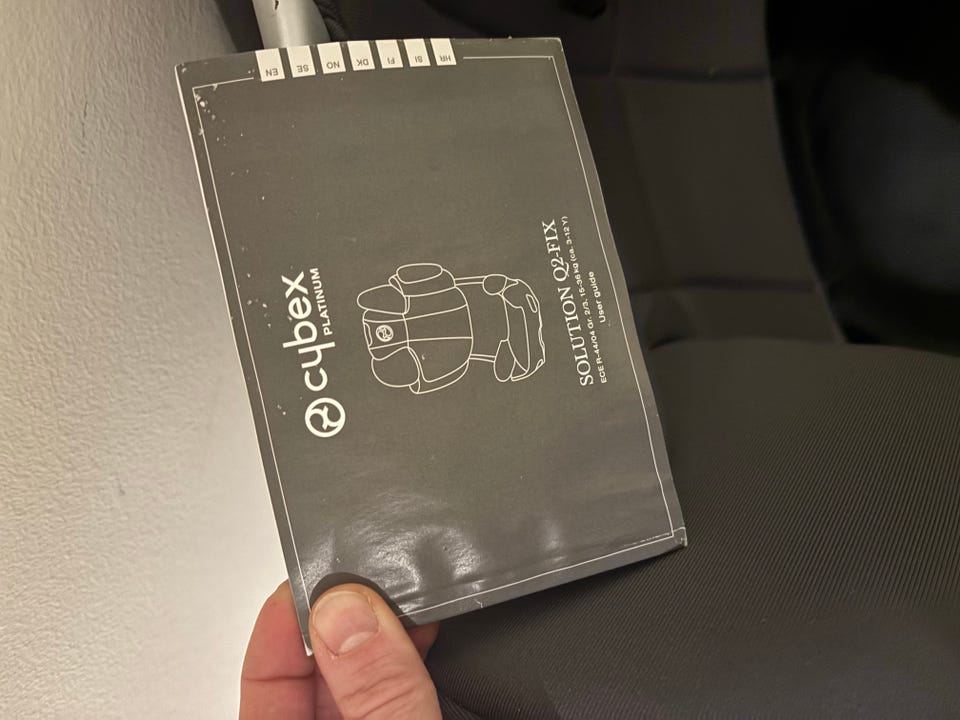 EN
SE
NO
DK
FI
SI
HR
cybex
PLATINUM
SOLUTION Q2-FIX
ECE R-44/04 Gr. 2/3, 15-36 kg (ca. 3-12 Y)
User guide